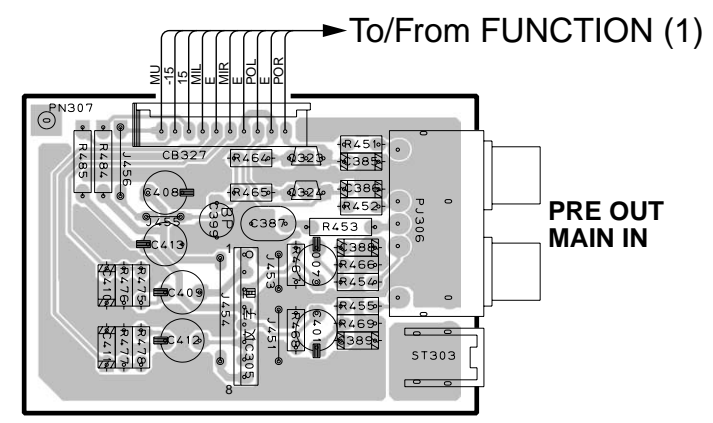 To/From FUNCTION (1)
MU
-15
15
MIL
E
MIR
E
POL
E
POR
PN307
CB327
R485
R484
J456
R464
Q323
R451
C385
R465
Q324
C386
R452
C408
C399
BP
C387
R453
PJ306
PRE OUT
MAIN IN
J455
C413
1
C388
R467
C400
R466
J453
R454
C410
R476
R475
C409
J454
IC305
J451
R455
R468
C401
R469
C389
C411
R477
R478
C412
8
ST303